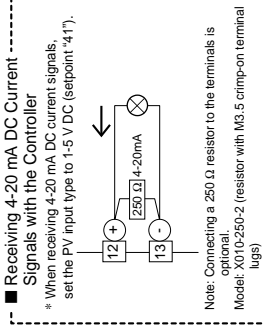 ■ Receiving 4-20 mA DC Current
Signals with the Controller
* When receiving 4-20 mA DC current signals,
set the PV input type to 1-5 V DC (setpoint "41").
12 +
250 Ω 4-20mA
13 -
Note: Connecting a 250 Ω resistor to the terminals is
optional.
Model: X010-250-2 (resistor with M3.5 crimp-on terminal
lugs)